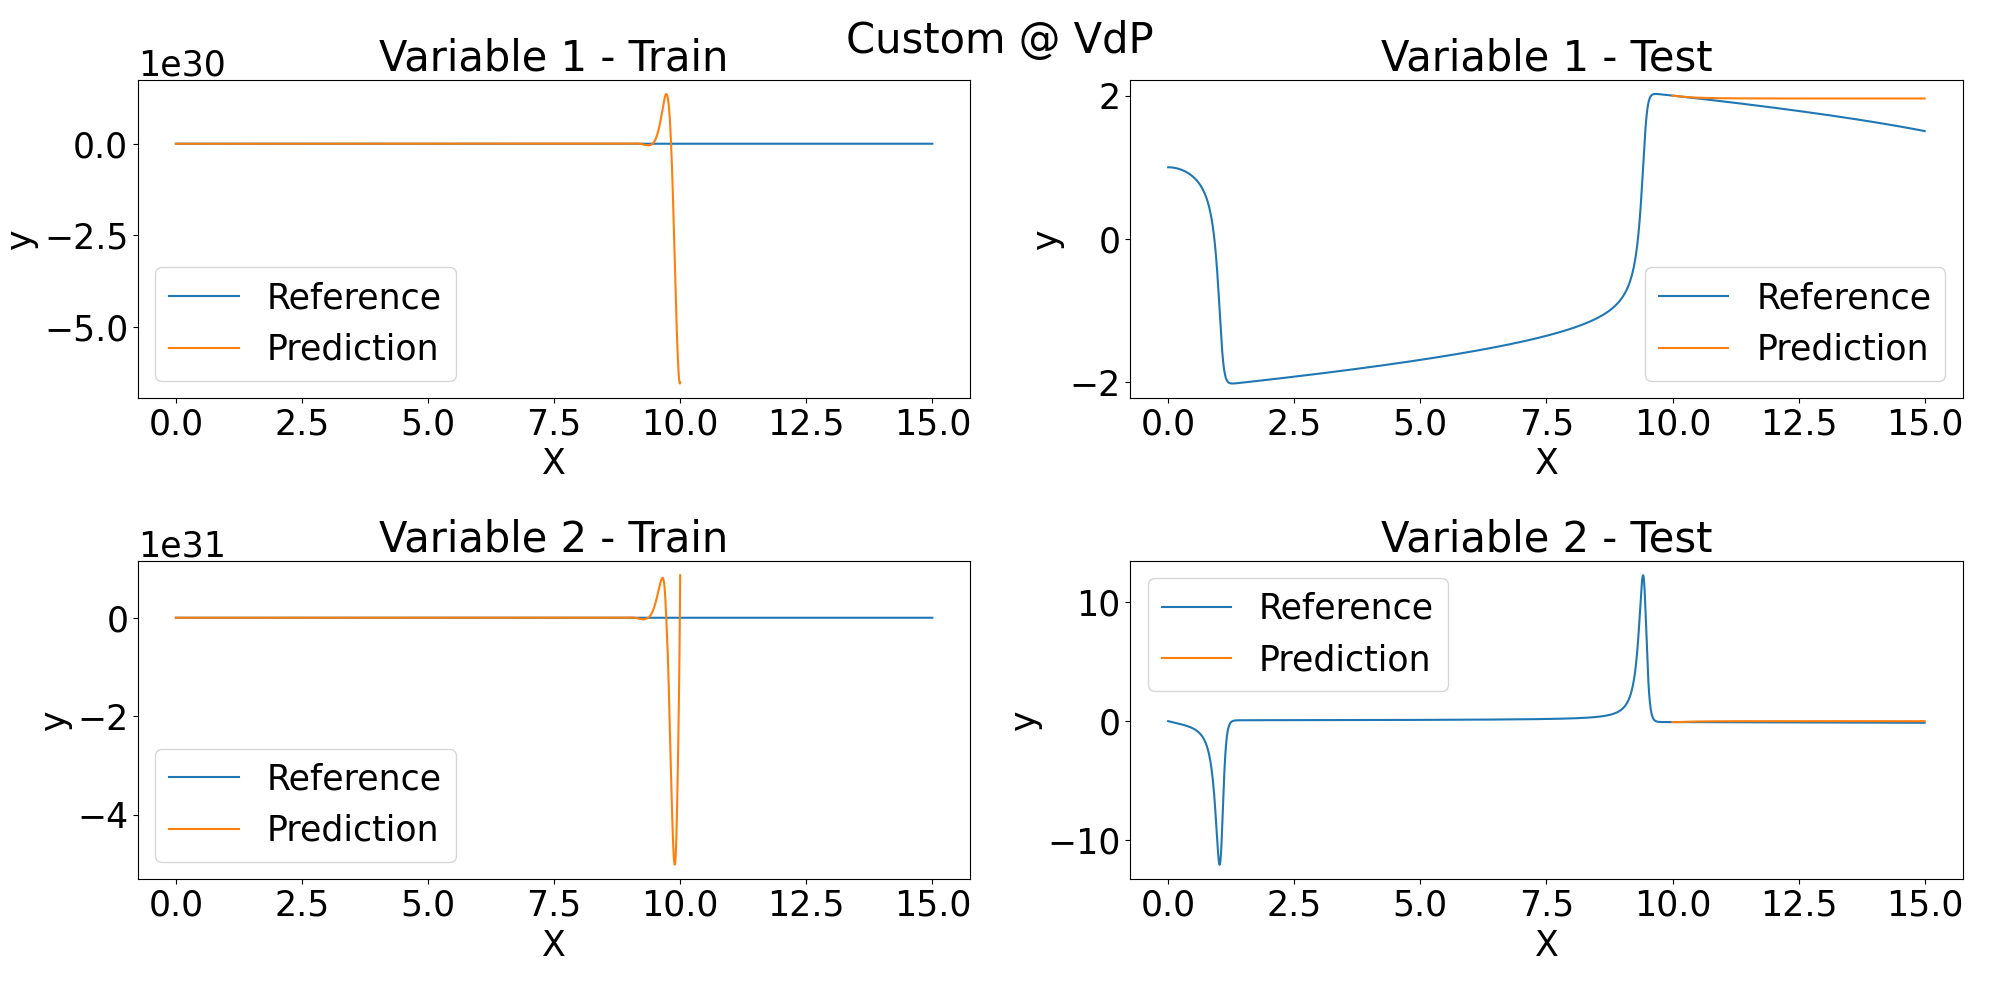 Custom @ VdP
Variable 1 - Train
1e30
0.0
−2.5
−5.0
y
Reference
Prediction
0.0 2.5 5.0 7.5 10.0 12.5 15.0
X
Variable 1 - Test
2
0
−2
y
Reference
Prediction
0.0 2.5 5.0 7.5 10.0 12.5 15.0
X
Variable 2 - Train
1e31
0
−2
−4
y
Reference
Prediction
0.0 2.5 5.0 7.5 10.0 12.5 15.0
X
Variable 2 - Test
10
0
−10
y
Reference
Prediction
0.0 2.5 5.0 7.5 10.0 12.5 15.0
X